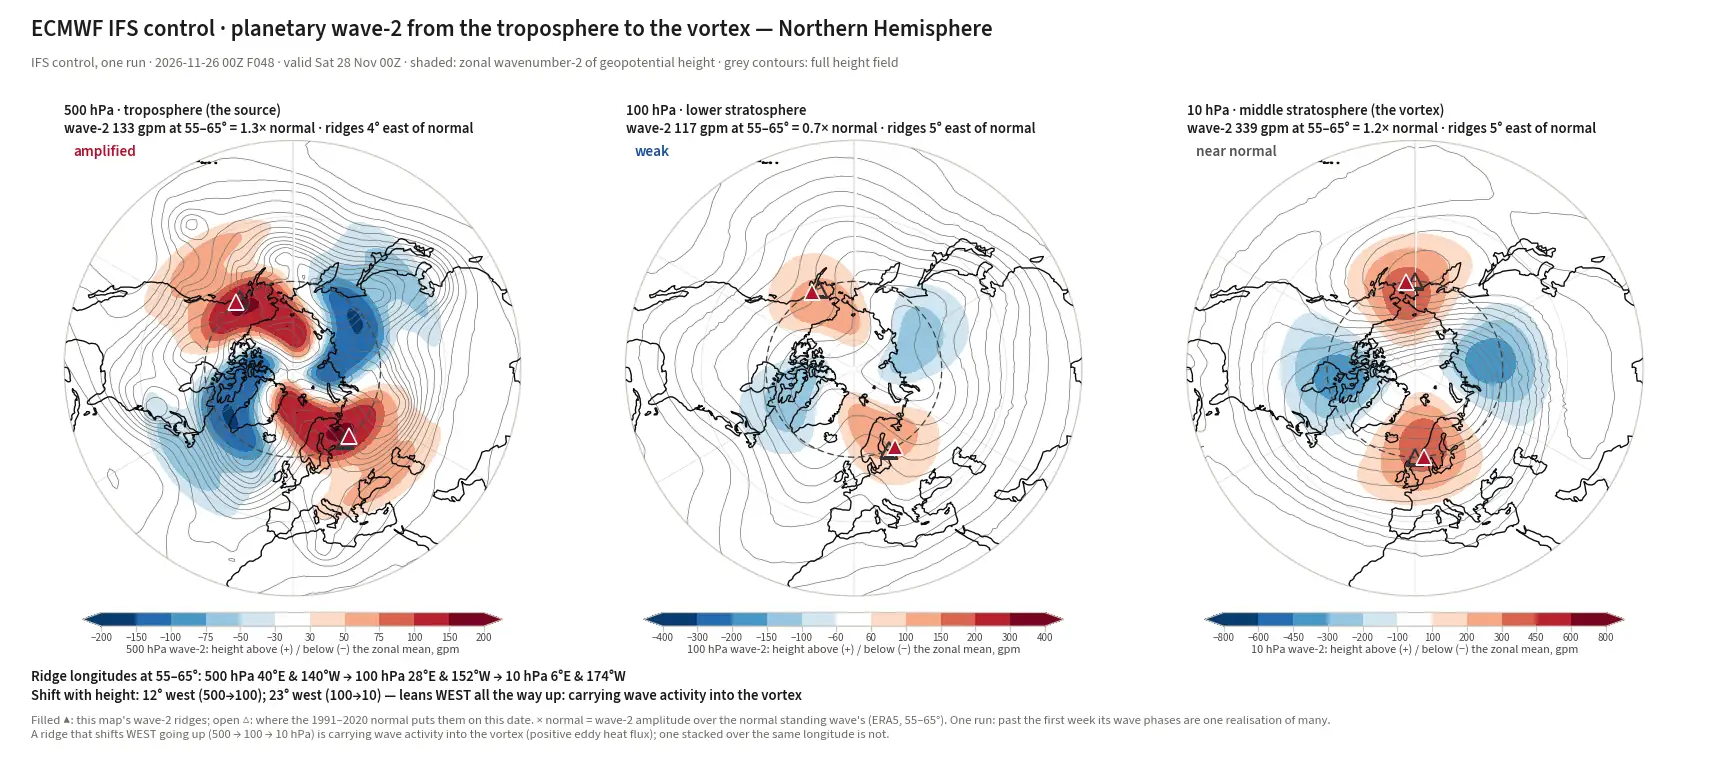 ECMWF IFS control · planetary wave-2 from the troposphere to the vortex — Northern Hemisphere
IFS control, one run · 2026-11-26 00Z F048 · valid Sat 28 Nov 00Z · shaded: zonal wavenumber-2 of geopotential height · grey contours: full height field
500 hPa · troposphere (the source)
wave-2 133 gpm at 55–65° = 1.3× normal · ridges 4° east of normal
amplified
100 hPa · lower stratosphere
wave-2 117 gpm at 55–65° = 0.7× normal · ridges 5° east of normal
weak
10 hPa · middle stratosphere (the vortex)
wave-2 339 gpm at 55–65° = 1.2× normal · ridges 5° east of normal
near normal
−200 −150 −100 −75 −50 −30 30 50 75 100 150 200
500 hPa wave-2: height above (+) / below (−) the zonal mean, gpm
−400 −300 −200 −150 −100 −60 60 100 150 200 300 400
100 hPa wave-2: height above (+) / below (−) the zonal mean, gpm
−800 −600 −450 −300 −200 −100 100 200 300 450 600 800
10 hPa wave-2: height above (+) / below (−) the zonal mean, gpm
Ridge longitudes at 55–65°: 500 hPa 40°E & 140°W → 100 hPa 28°E & 152°W → 10 hPa 6°E & 174°W
Shift with height: 12° west (500→100); 23° west (100→10) — leans WEST all the way up: carrying wave activity into the vortex
Filled ▲: this map's wave-2 ridges; open △: where the 1991–2020 normal puts them on this date. × normal = wave-2 amplitude over the normal standing wave's (ERA5, 55–65°). One run: past the first week its wave phases are one realisation of many.
A ridge that shifts WEST going up (500 → 100 → 10 hPa) is carrying wave activity into the vortex (positive eddy heat flux); one stacked over the same longitude is not.